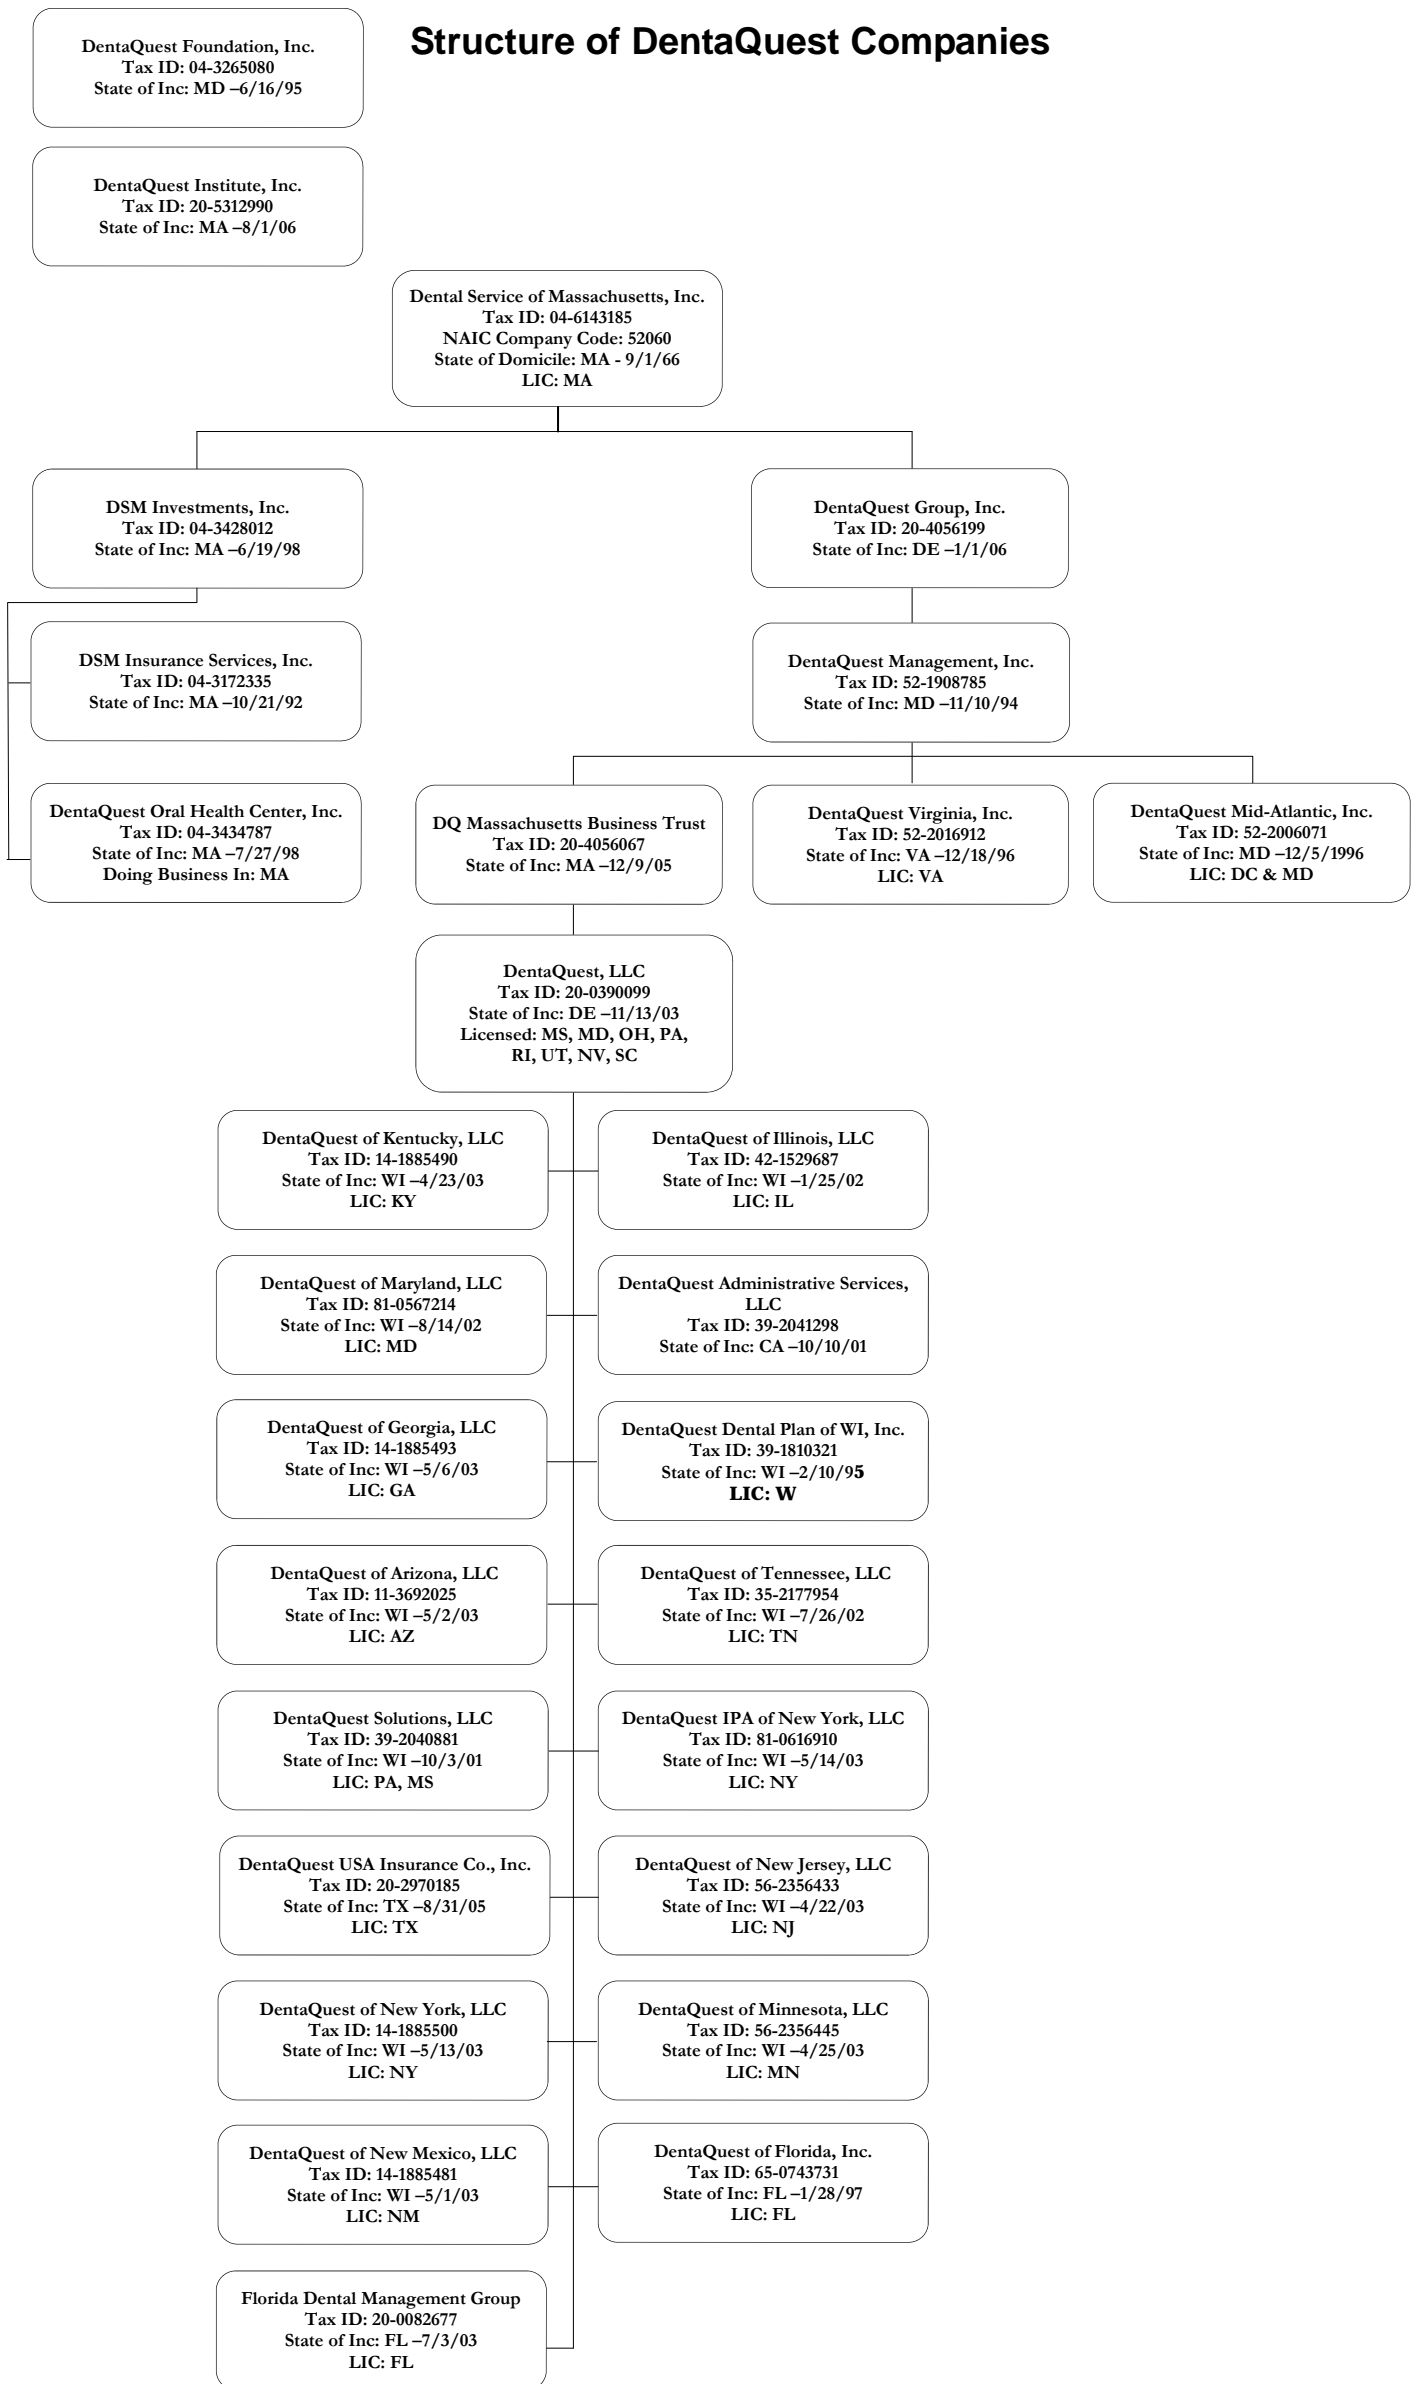 Structure of DentaQuest Companies
DentaQuest Foundation, Inc.
Tax ID: 04-3265080
State of Inc: MD –6/16/95
DentaQuest Institute, Inc.
Tax ID: 20-5312990
State of Inc: MA –8/1/06
Dental Service of Massachusetts, Inc.
Tax ID: 04-6143185
NAIC Company Code: 52060
State of Domicile: MA - 9/1/66
LIC: MA
DSM Investments, Inc.
Tax ID: 04-3428012
State of Inc: MA –6/19/98
DentaQuest Group, Inc.
Tax ID: 20-4056199
State of Inc: DE –1/1/06
DSM Insurance Services, Inc.
Tax ID: 04-3172335
State of Inc: MA –10/21/92
DentaQuest Management, Inc.
Tax ID: 52-1908785
State of Inc: MD –11/10/94
DentaQuest Oral Health Center, Inc.
Tax ID: 04-3434787
State of Inc: MA –7/27/98
Doing Business In: MA
DQ Massachusetts Business Trust
Tax ID: 20-4056067
State of Inc: MA –12/9/05
DentaQuest Virginia, Inc.
Tax ID: 52-2016912
State of Inc: VA –12/18/96
LIC: VA
DentaQuest Mid-Atlantic, Inc.
Tax ID: 52-2006071
State of Inc: MD –12/5/1996
LIC: DC & MD
DentaQuest, LLC
Tax ID: 20-0390099
State of Inc: DE –11/13/03
Licensed: MS, MD, OH, PA,
RI, UT, NV, SC
DentaQuest of Kentucky, LLC
Tax ID: 14-1885490
State of Inc: WI –4/23/03
LIC: KY
DentaQuest of Illinois, LLC
Tax ID: 42-1529687
State of Inc: WI –1/25/02
LIC: IL
DentaQuest of Maryland, LLC
Tax ID: 81-0567214
State of Inc: WI –8/14/02
LIC: MD
DentaQuest Administrative Services,
LLC
Tax ID: 39-2041298
State of Inc: CA –10/10/01
DentaQuest of Georgia, LLC
Tax ID: 14-1885493
State of Inc: WI –5/6/03
LIC: GA
DentaQuest Dental Plan of WI, Inc.
Tax ID: 39-1810321
State of Inc: WI –2/10/95
LIC: W
DentaQuest of Arizona, LLC
Tax ID: 11-3692025
State of Inc: WI –5/2/03
LIC: AZ
DentaQuest of Tennessee, LLC
Tax ID: 35-2177954
State of Inc: WI –7/26/02
LIC: TN
DentaQuest Solutions, LLC
Tax ID: 39-2040881
State of Inc: WI –10/3/01
LIC: PA, MS
DentaQuest IPA of New York, LLC
Tax ID: 81-0616910
State of Inc: WI –5/14/03
LIC: NY
DentaQuest USA Insurance Co., Inc.
Tax ID: 20-2970185
State of Inc: TX –8/31/05
LIC: TX
DentaQuest of New Jersey, LLC
Tax ID: 56-2356433
State of Inc: WI –4/22/03
LIC: NJ
DentaQuest of New York, LLC
Tax ID: 14-1885500
State of Inc: WI –5/13/03
LIC: NY
DentaQuest of Minnesota, LLC
Tax ID: 56-2356445
State of Inc: WI –4/25/03
LIC: MN
DentaQuest of New Mexico, LLC
Tax ID: 14-1885481
State of Inc: WI –5/1/03
LIC: NM
DentaQuest of Florida, Inc.
Tax ID: 65-0743731
State of Inc: FL –1/28/97
LIC: FL
Florida Dental Management Group
Tax ID: 20-0082677
State of Inc: FL –7/3/03
LIC: FL